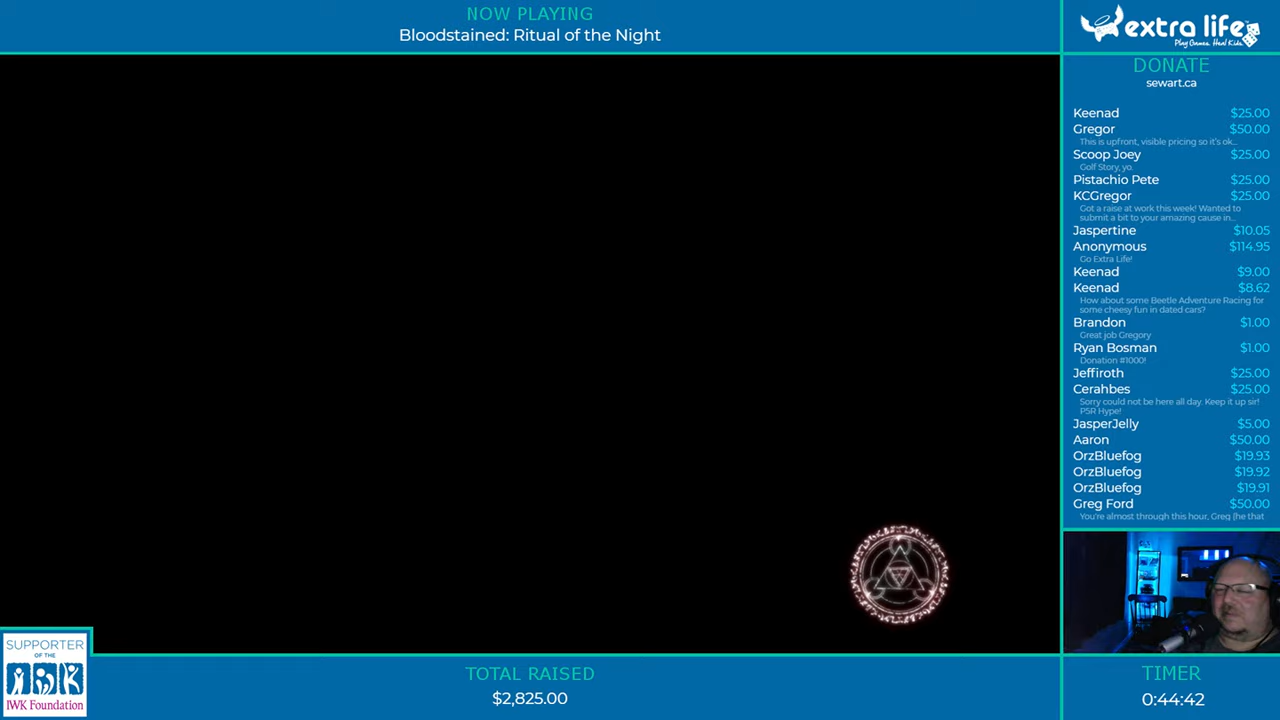 NOW PLAYING
Bloodstained: Ritual of the Night
extra life
Play Games. Heal Kids.
DONATE
sewart.ca
Keenad $25.00
Gregor $50.00
This is upfront, visible pricing so it's ok...
Scoop Joey $25.00
Golf Story, yo.
Pistachio Pete $25.00
KCGregor $25.00
Got a raise at work this week! Wanted to
submit a bit to your amazing cause in...
Jaspertine $10.05
Anonymous $114.95
Go Extra Life!
Keenad $9.00
Keenad $8.62
How about some Beetle Adventure Racing for
some cheesy fun in dated cars?
Brandon $1.00
Great job Gregory
Ryan Bosman $1.00
Donation #1000!
Jeffiroth $25.00
Cerahbes $25.00
Sorry could not be here all day. Keep it up sir!
P5R Hype!
JasperJelly $5.00
Aaron $50.00
OrzBluefog $19.93
OrzBluefog $19.92
OrzBluefog $19.91
Greg Ford $50.00
You're almost through this hour, Greg (he that
SUPPORTER
OF THE
IWK
IWK Foundation
TOTAL RAISED
$2,825.00
TIMER
0:44:42